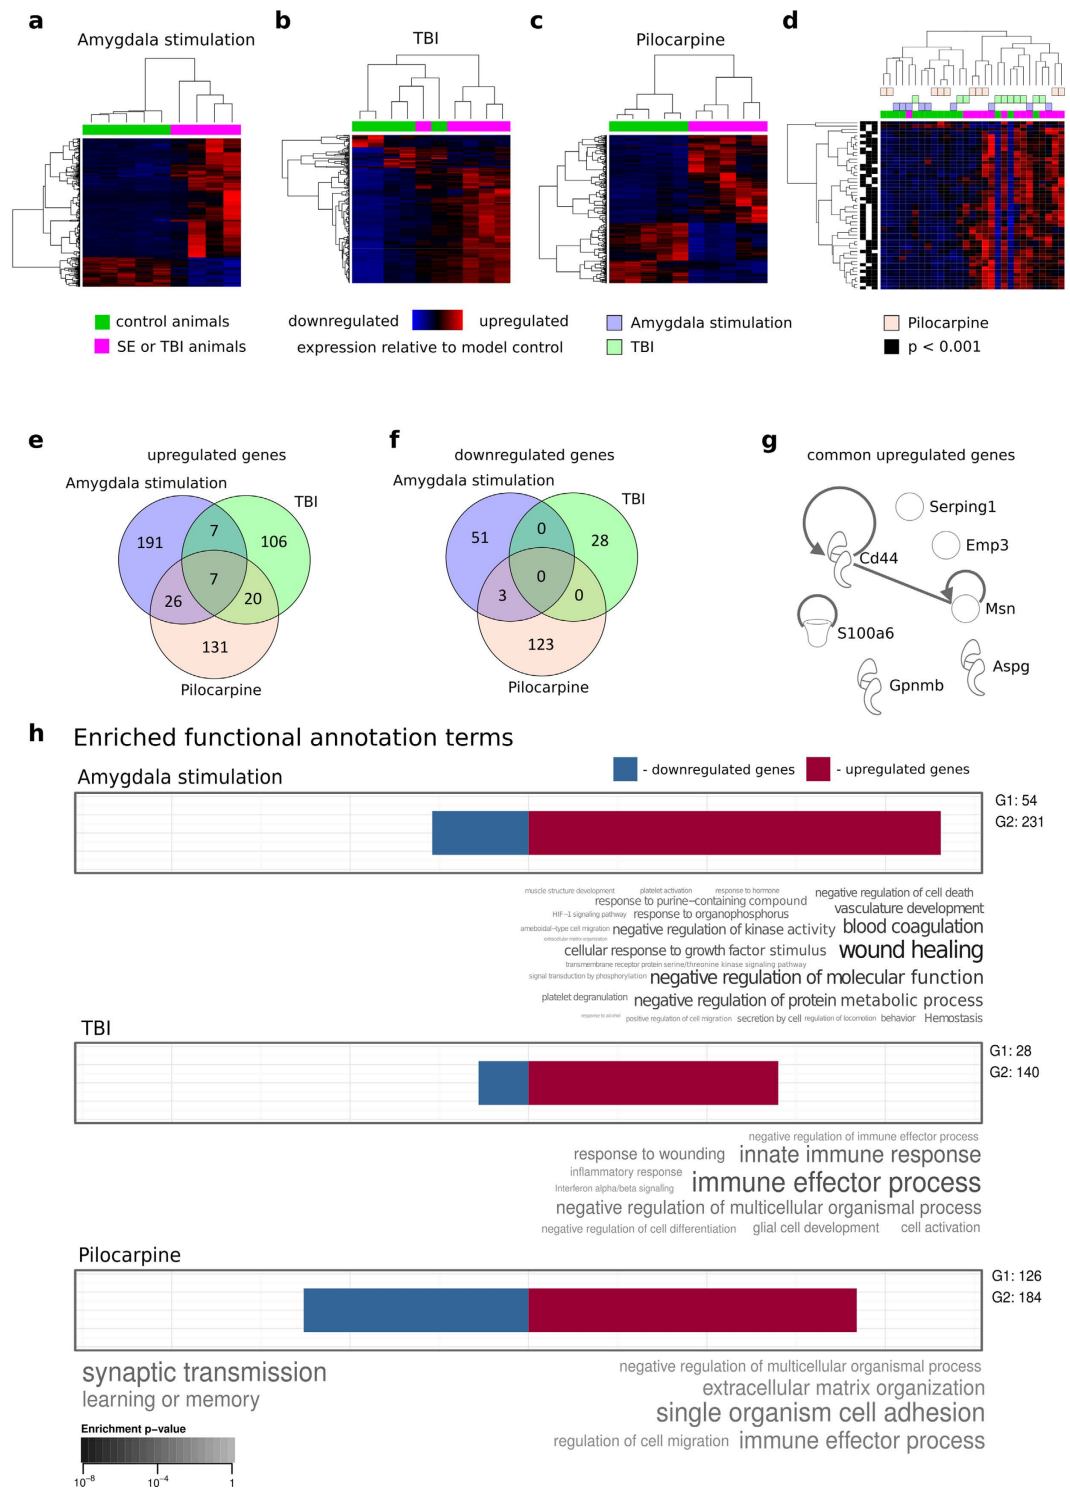 a
b
c
d
Amygdala stimulation
TBI
Pilocarpine
control animals
SE or TBI animals
downregulated
upregulated
expression relative to model control
Amygdala stimulation
TBI
Pilocarpine
p < 0.001
e
f
g
upregulated genes
Amygdala stimulation
TBI
191
7
106
7
26
20
131
Pilocarpine
downregulated genes
Amygdala stimulation
TBI
51
0
28
0
3
0
123
Pilocarpine
common upregulated genes
Serping1
Emp3
Cd44
Msn
S100a6
Aspg
Gpnmb
h Enriched functional annotation terms
- downregulated genes - upregulated genes
Amygdala stimulation
G1: 54
G2: 231
muscle structure development platelet activation response to hormone negative regulation of cell death
response to purine−containing compound vasculature development
HIF −1 signaling pathway response to organophosphorus
ameboidal−type cell migration negative regulation of kinase activity blood coagulation
extracellular matrix organization
cellular response to growth factor stimulus wound healing
transmembrane receptor protein serine/threonine kinase signaling pathway
signal transduction by phosphorylation negative regulation of molecular function
platelet degranulation negative regulation of protein metabolic process
response to alcohol positive regulation of cell migration secretion by cell regulation of locomotion behavior Hemostasis
TBI
G1: 28
G2: 140
negative regulation of immune effector process
response to wounding innate immune response
inflammatory response
Interferon alpha/beta signaling immune effector process
negative regulation of multicellular organismal process
negative regulation of cell differentiation glial cell development cell activation
Pilocarpine
G1: 126
G2: 184
synaptic transmission
learning or memory
negative regulation of multicellular organismal process
extracellular matrix organization
single organism cell adhesion
regulation of cell migration immune effector process
Enrichment p−value
10−8 10−4 1